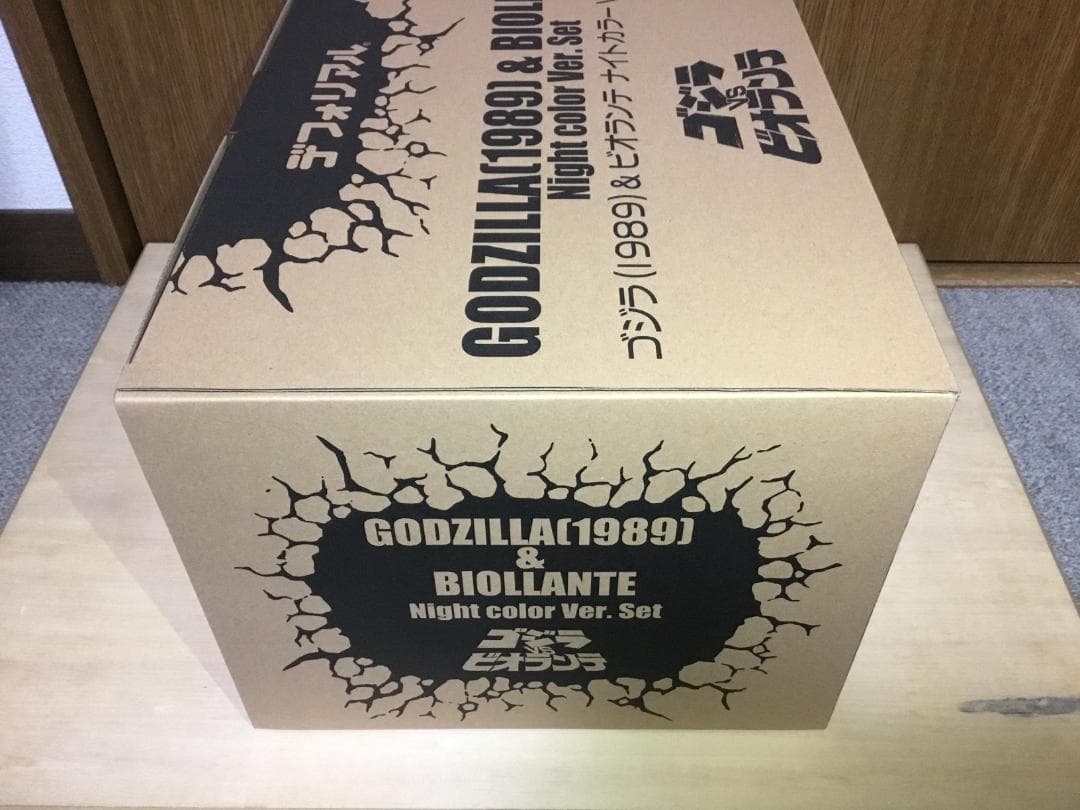 デフォリアル
GODZILLA(1989) & BIOLL
Night color Ver. Set
ゴジラ(1989) & ビオランテ ナイトカラー
ゴジラ
VS
ビオランテ
GODZILLA(1989)
&
BIOLLANTE
Night color Ver. Set
ゴジラ
VS
ビオランテ